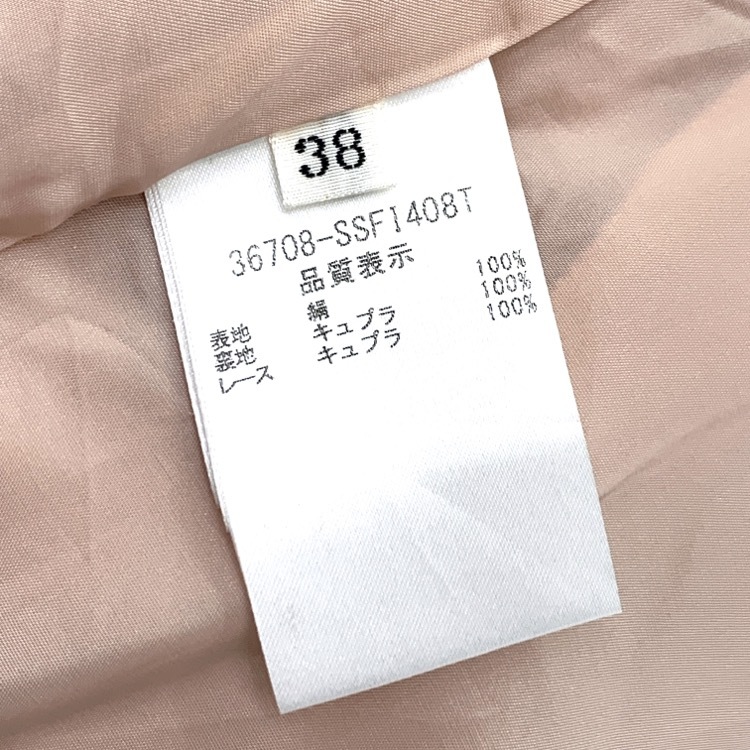 38
36708-SSFI408T
品質表示
表地 絹 100%
裏地 キュプラ 100%
レース キュプラ 100%